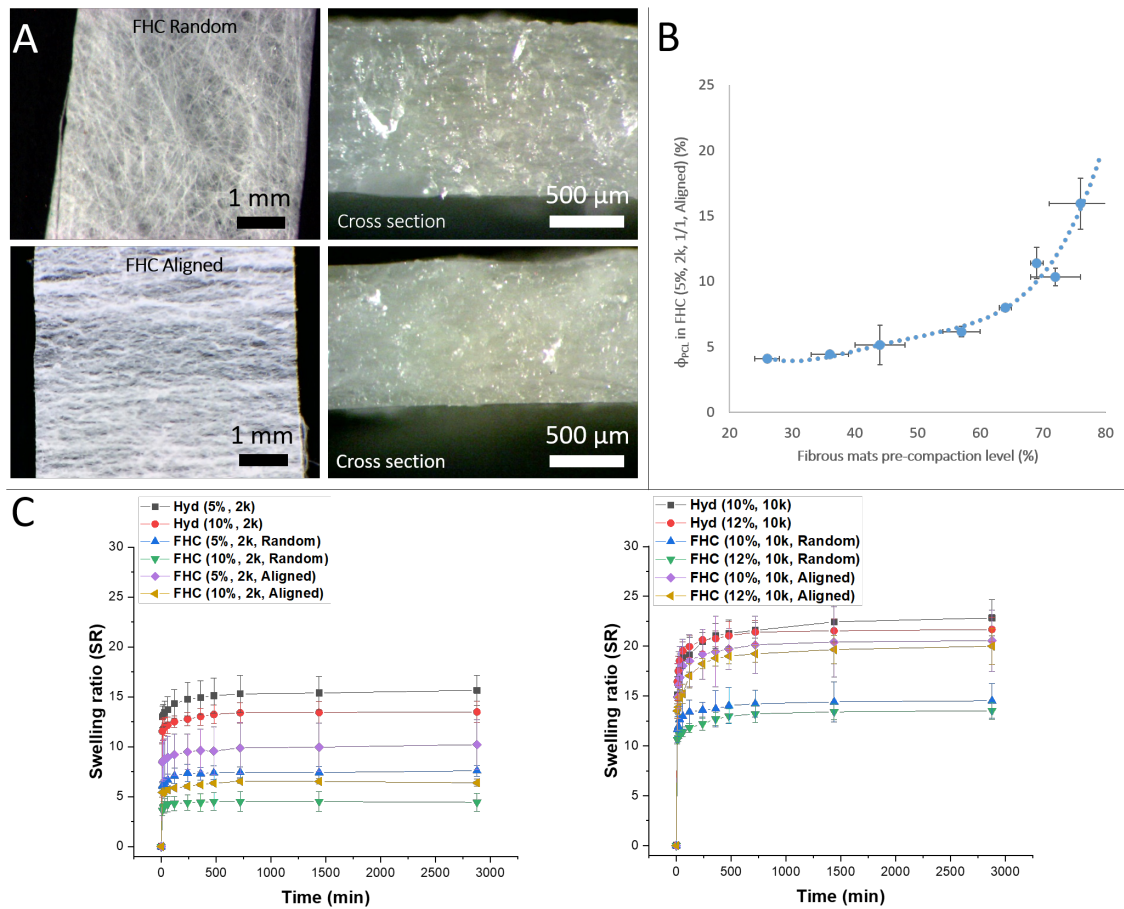 A
FHC Random
1 mm
Cross section
500 μm
FHC Aligned
1 mm
Cross section
500 μm
B
ϕPCL in FHC (5%, 2k, 1/1, Aligned) (%)
25
20
15
10
5
0
20 30 40 50 60 70 80
Fibrous mats pre-compaction level (%)
C
Hyd (5%, 2k)
Hyd (10%, 2k)
FHC (5%, 2k, Random)
FHC (10%, 2k, Random)
FHC (5%, 2k, Aligned)
FHC (10%, 2k, Aligned)
Swelling ratio (SR)
30
25
20
15
10
5
0
0 500 1000 1500 2000 2500 3000
Time (min)
Hyd (10%, 10k)
Hyd (12%, 10k)
FHC (10%, 10k, Random)
FHC (12%, 10k, Random)
FHC (10%, 10k, Aligned)
FHC (12%, 10k, Aligned)
Swelling ratio (SR)
30
25
20
15
10
5
0
0 500 1000 1500 2000 2500 3000
Time (min)